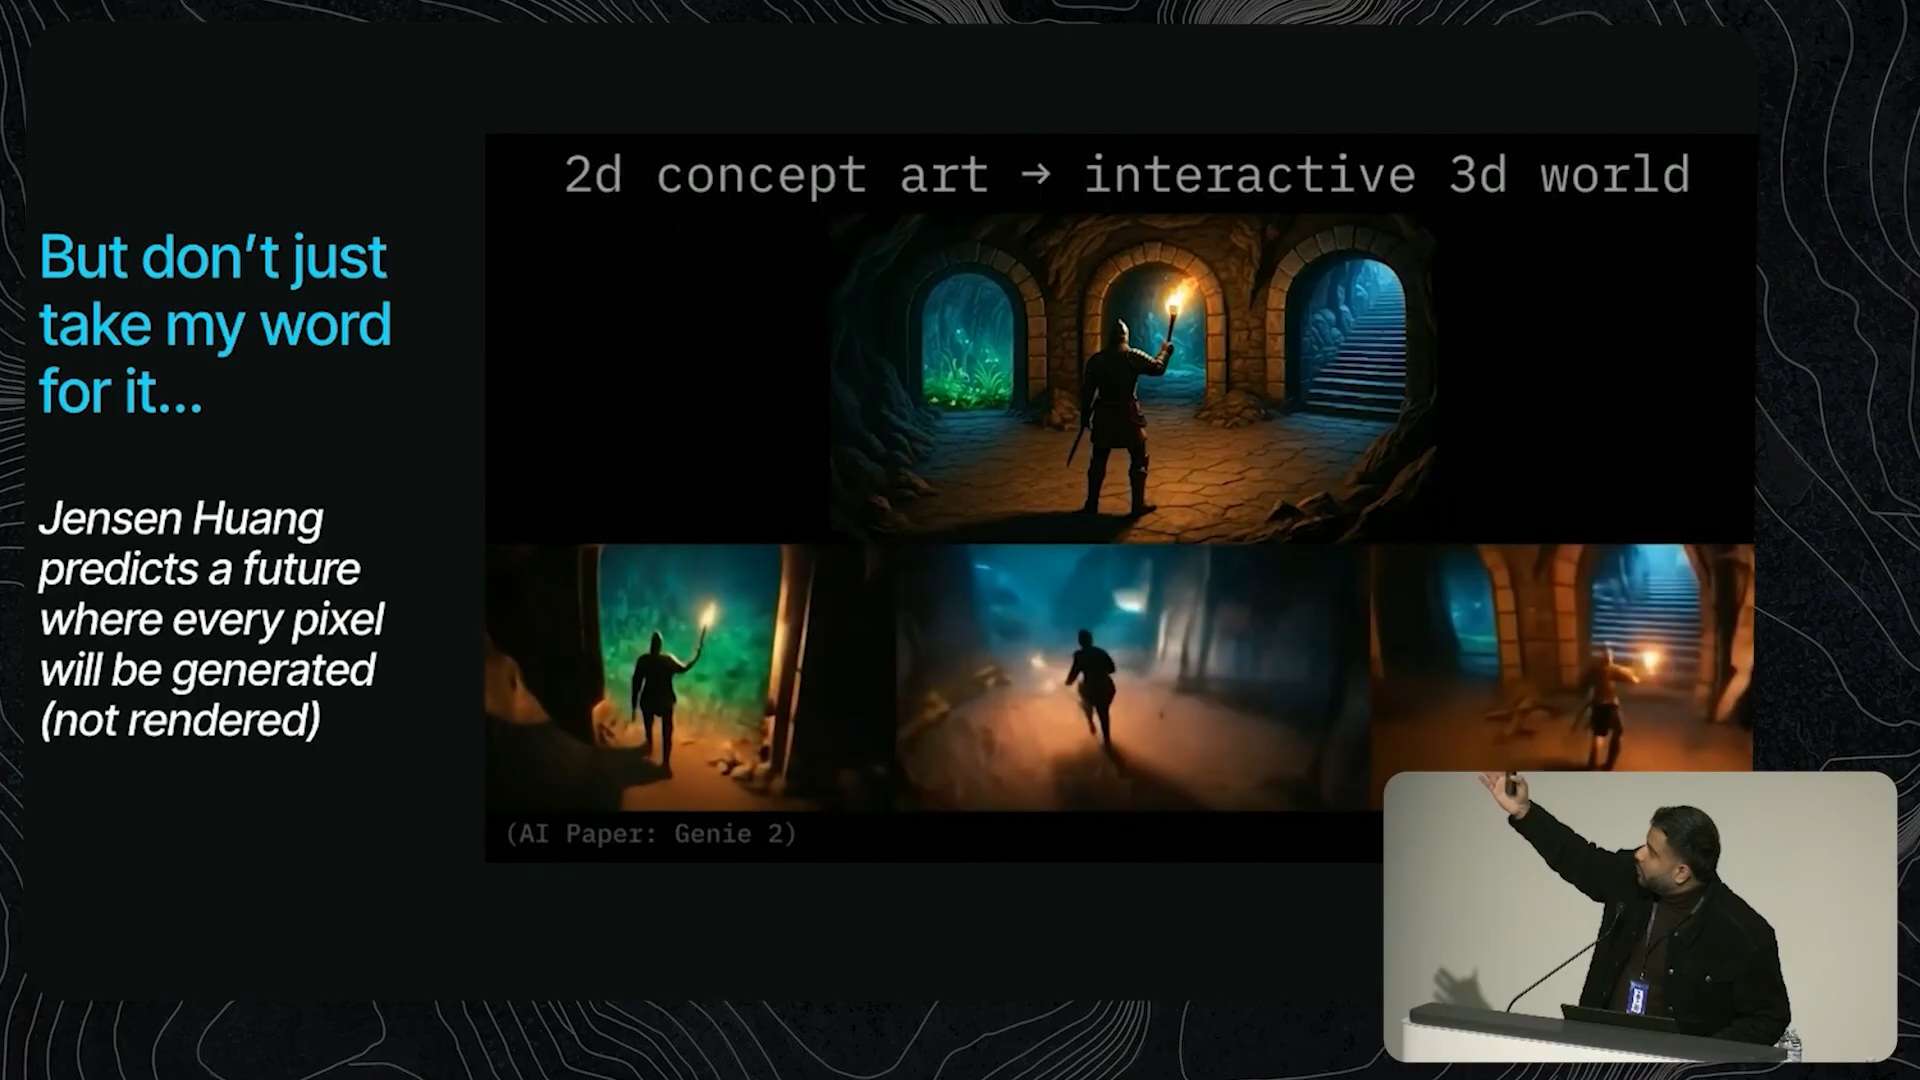 But don't just
take my word
for it...
Jensen Huang
predicts a future
where every pixel
will be generated
(not rendered)
2d concept art → interactive 3d world
(AI Paper: Genie 2)